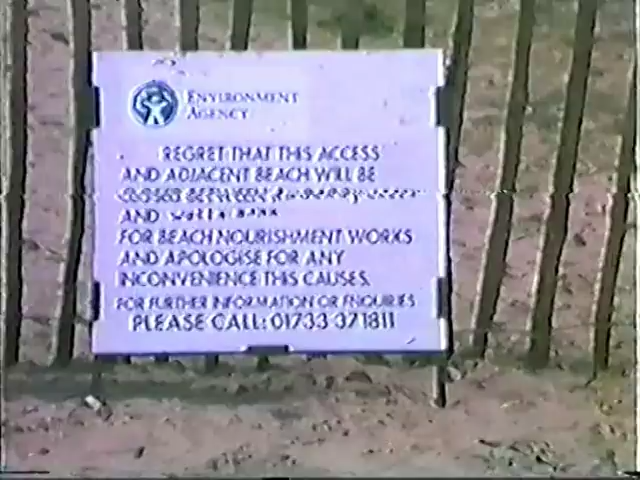 ENVIRONMENT
AGENCY
REGRET THAT THIS ACCESS
AND ADJACENT BEACH WILL BE
CLOSED BETWEEN
AND
FOR BEACH NOURISHMENT WORKS
AND APOLOGISE FOR ANY
INCONVENIENCE THIS CAUSES.
FOR FURTHER INFORMATION OR ENQUIRIES
PLEASE CALL: 01733 371811